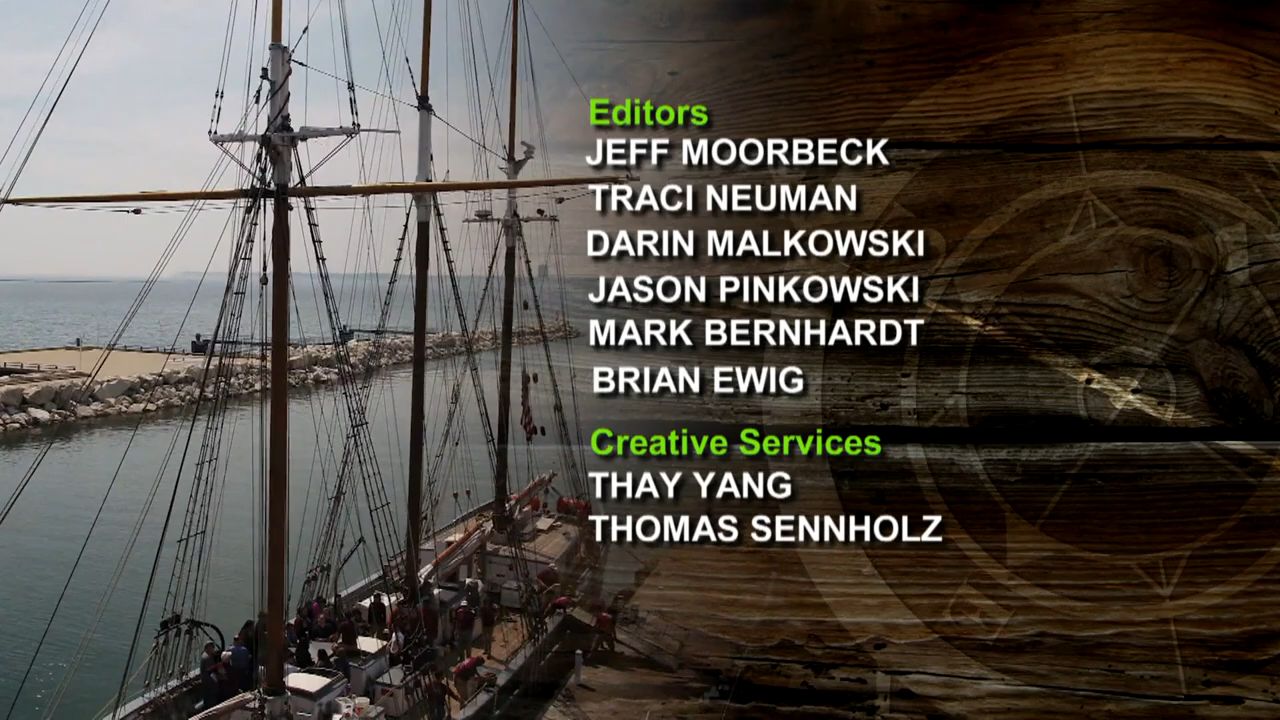 Editors
JEFF MOORBECK
TRACI NEUMAN
DARIN MALKOWSKI
JASON PINKOWSKI
MARK BERNHARDT
BRIAN EWIG
Creative Services
THAY YANG
THOMAS SENNHOLZ